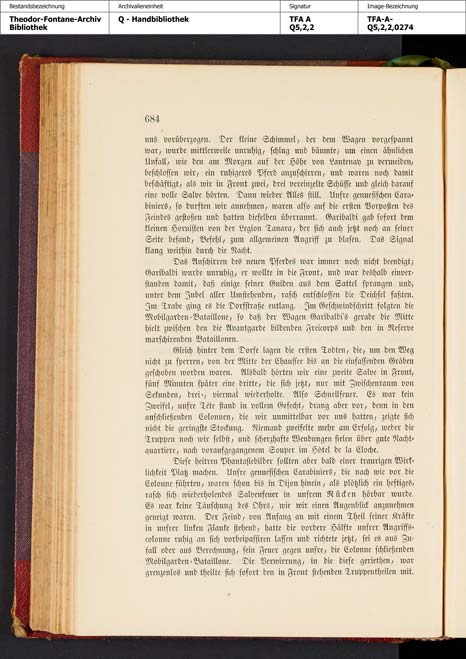 Bestandsbezeichnung
Archivalieneinheit
Signatur
Image-Bezeichnung
Theodor-Fontane-Archiv
Bibliothek
Q - Handbibliothek
TFA A
Q5,2,2
TFA-A-
Q5,2,2,0274
684
uns vorüberzogen. Der kleine Schimmel, der dem Wagen vorgespannt
war, wurde mittlerweile unruhig, schlug und bäumte; um einen ähnlichen
Unfall, wie den am Morgen auf der Höhe von Lantenay zu vermeiden,
beschlossen wir, ein ruhigeres Pferd anzuschirren, und waren noch damit
beschäftigt, als wir in Front zwei, drei vereinzelte Schüsse und gleich darauf
eine volle Salve hörten. Dann wieder Alles still. Unsre genuesischen Cara-
biniers, so durften wir annehmen, waren also auf die ersten Vorposten des
Feindes gestoßen und hatten dieselben überrannt. Garibaldi gab sofort dem
kleinen Hornisten von der Legion Tanara, der sich auch jetzt noch an seiner
Seite befand, Befehl, zum allgemeinen Angriff zu blasen. Das Signal
klang weithin durch die Nacht.
Das Anschirren des neuen Pferdes war immer noch nicht beendigt;
Garibaldi wurde unruhig, er wollte in die Front, und war deshalb einver-
standen damit, daß einige seiner Guiden aus dem Sattel sprangen und,
unter dem Jubel aller Umstehenden, rasch entschlossen die Deichsel faßten.
Im Trabe ging es die Dorfstraße entlang. Im Geschwindschritt folgten die
Mobilgarden-Bataillone, so daß der Wagen Garibaldi's gerade die Mitte
hielt zwischen den die Avantgarde bildenden Freicorps und den in Reserve
marschirenden Bataillonen.
Gleich hinter dem Dorfe lagen die ersten Todten, die, um den Weg
nicht zu sperren, von der Mitte der Chaussee bis an die einfassenden Gräben
geschoben worden waren. Alsbald hörten wir eine zweite Salve in Front,
fünf Minuten später eine dritte, die sich jetzt, nur mit Zwischenraum von
Sekunden, drei-, viermal wiederholte. Also Schnellfeuer. Es war kein
Zweifel, unsre Tête stand in vollem Gefecht, drang aber vor, denn in den
anschließenden Colonnen, die wir unmittelbar vor uns hatten, zeigte sich
nicht die geringste Stockung. Niemand zweifelte mehr am Erfolg, weder die
Truppen noch wir selbst, und scherzhafte Wendungen fielen über gute Nacht-
quartiere, nach voraufgegangenem Souper im Hôtel de la Cloche.
Diese heitren Phantasiebilder sollten aber bald einer traurigen Wirk-
lichkeit Platz machen. Unsre genuesischen Carabiniers, die nach wie vor die
Colonne führten, waren schon bis in Dijon hinein, als plötzlich ein heftiges,
rasch sich wiederholendes Salvenfeuer in unsrem Rücken hörbar wurde.
Es war keine Täuschung des Ohrs, wie wir einen Augenblick anzunehmen
geneigt waren. Der Feind, von Anfang an mit einem Theil seiner Kräfte
in unsrer linken Flanke stehend, hatte die vordere Hälfte unsrer Angriffs-
colonne ruhig an sich vorbeipassiren lassen und richtete jetzt, sei es aus Zu-
fall oder aus Berechnung, sein Feuer gegen unsre, die Colonne schließenden
Mobilgarden-Bataillone. Die Verwirrung, in die diese geriethen, war
grenzenlos und theilte sich sofort den in Front stehenden Truppentheilen mit.